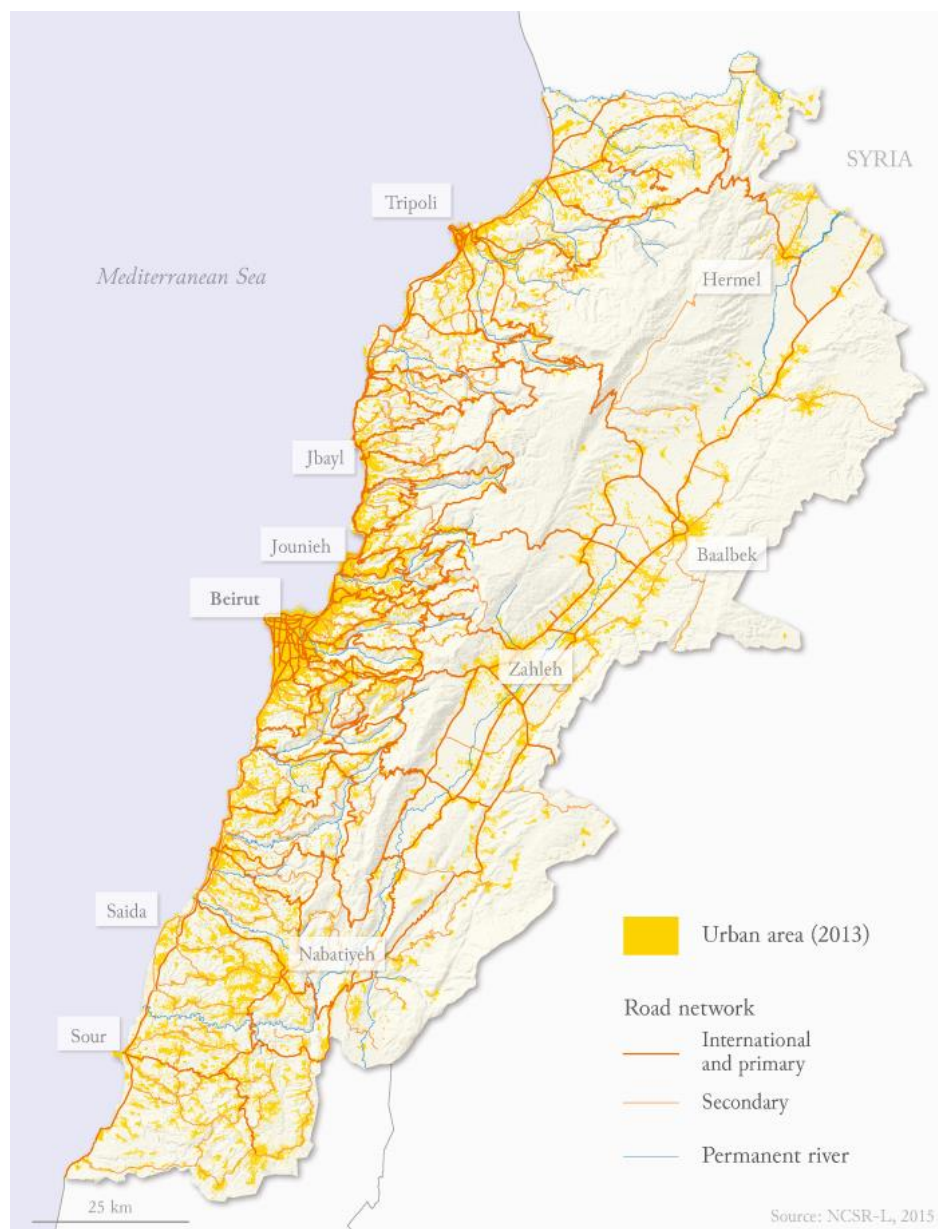 SYRIA
Tripoli
Mediterranean Sea
Hermel
Jbayl
Jounieh
Baalbek
Beirut
Zahleh
Saida
Urban area (2013)
Nabatiyeh
Road network
Sour
International
and primary
Secondary
Permanent river
25 km
Source: NCSR-L, 2015